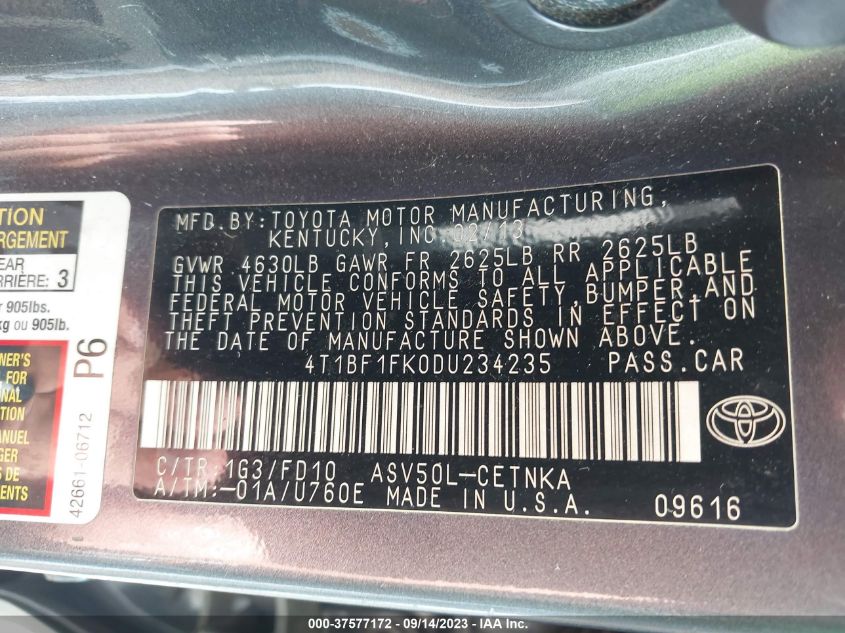 MFD.BY:TOYOTA MOTOR MANUFACTURING,
KENTUCKY,INC.02/13
GVWR 4630LB GAWR FR 2625LB RR 2625LB
THIS VEHICLE CONFORMS TO ALL APPLICABLE
FEDERAL MOTOR VEHICLE SAFETY,BUMPER,AND
THEFT PREVENTION STANDARDS IN EFFECT ON
THE DATE OF MANUFACTURE SHOWN ABOVE.
4T1BF1FK0DU234235 PASS.CAR
C/TR:1G3/FD10 ASV50L-CETNKA
A/TM:-01A/U760E MADE IN U.S.A. 09616
TION
RGEMENT
EAR
RRIÈRE: 3
r 905lbs.
kg ou 905lb.
NER'S
FOR
ONAL
TION
ANUEL
R
DE
ENTS
P6
42661-06712
000-37577172 - 09/14/2023 - IAA Inc.